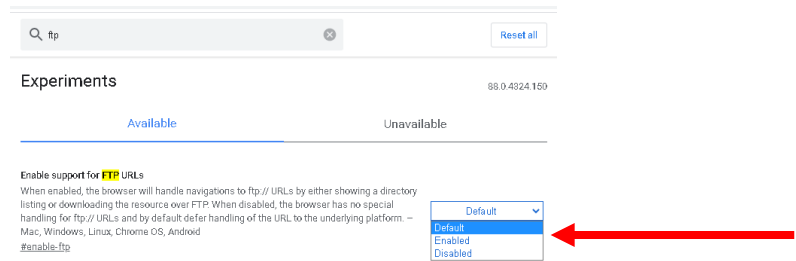 ftp
Reset all
Experiments
88.0.4324.150
Available
Unavailable
Enable support for FTP URLs
When enabled, the browser will handle navigations to ftp:// URLs by either showing a directory
listing or downloading the resource over FTP. When disabled, the browser has no special
handling for ftp:// URLs and by default defer handling of the URL to the underlying platform. –
Mac, Windows, Linux, Chrome OS, Android
#enable-ftp
Default
Default
Enabled
Disabled